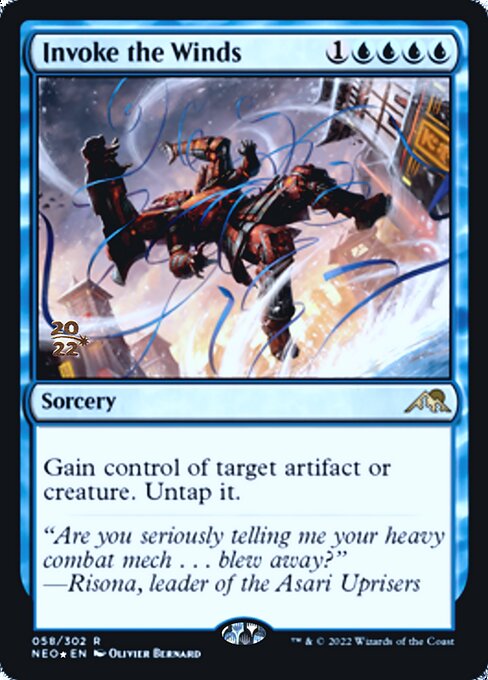 Invoke the Winds 1
20
22
Sorcery
Gain control of target artifact or
creature. Untap it.
“Are you seriously telling me your heavy
combat mech . . . blew away?”
—Risona, leader of the Asari Uprisers
058/302 R
NEO★EN Olivier Bernard
™ & © 2022 Wizards of the Coast